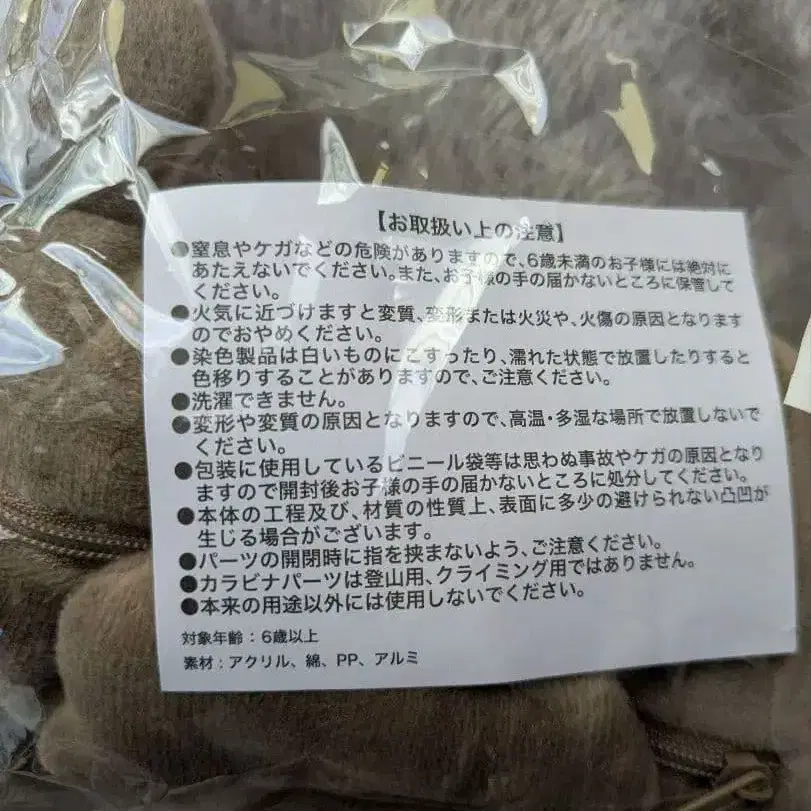 【お取扱い上の注意】
●窒息やケガなどの危険がありますので、6歳未満のお子様には絶対に
あたえないでください。また、お子様の手の届かないところに保管して
ください。
●火気に近づけますと変質、変形または火災や、火傷の原因となります
のでおやめください。
●染色製品は白いものにこすったり、濡れた状態で放置したりすると
色移りすることがありますので、ご注意ください。
●洗濯できません。
●変形や変質の原因となりますので、高温・多湿な場所で放置しないで
ください。
●包装に使用しているビニール袋等は思わぬ事故やケガの原因となり
ますので開封後お子様の手の届かないところに処分してください。
●本体の工程及び、材質の性質上、表面に多少の避けられない凸凹が
生じる場合がございます。
●パーツの開閉時に指を挟まないよう、ご注意ください。
●カラビナパーツは登山用、クライミング用ではありません。
●本来の用途以外には使用しないでください。
対象年齢：6歳以上
素材：アクリル、綿、PP、アルミ